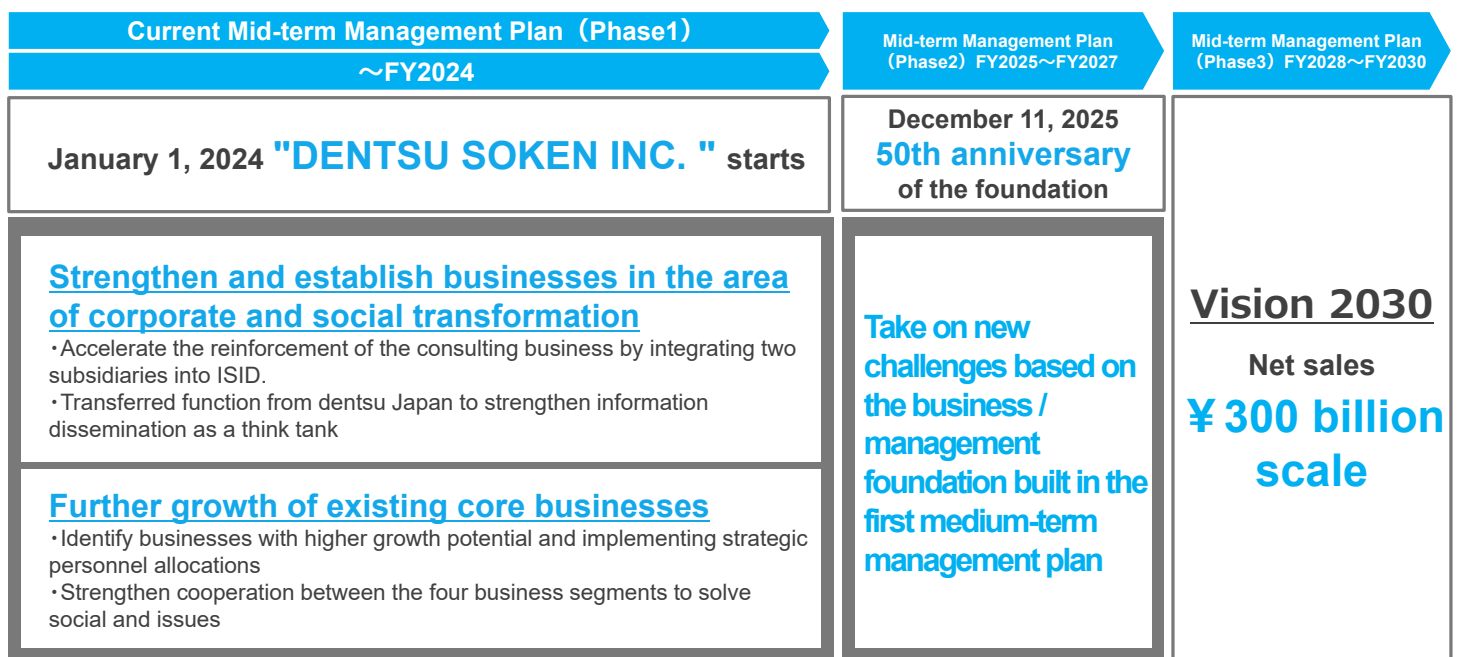 Current Mid-term Management Plan（Phase1）
～FY2024
January 1, 2024 "DENTSU SOKEN INC. " starts
Strengthen and establish businesses in the area
of corporate and social transformation
・Accelerate the reinforcement of the consulting business by integrating two
subsidiaries into ISID.
・Transferred function from dentsu Japan to strengthen information
dissemination as a think tank
Further growth of existing core businesses
・Identify businesses with higher growth potential and implementing strategic
personnel allocations
・Strengthen cooperation between the four business segments to solve
social and issues
Mid-term Management Plan
（Phase2）FY2025～FY2027
December 11, 2025
50th anniversary
of the foundation
Take on new
challenges based on
the business /
management
foundation built in the
first medium-term
management plan
Mid-term Management Plan
（Phase3）FY2028～FY2030
Vision 2030
Net sales
￥300 billion
scale